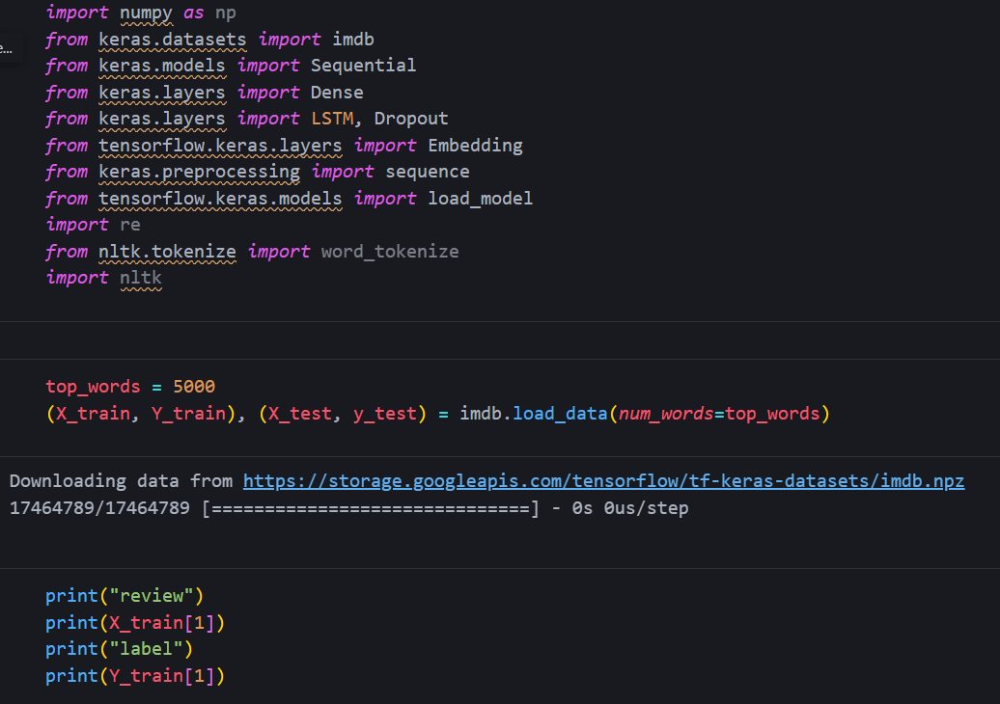 import numpy as np
from keras.datasets import imdb
e...
from keras.models import Sequential
from keras.layers import Dense
from keras.layers import LSTM, Dropout
from tensorflow.keras.layers import Embedding
from keras.preprocessing import sequence
from tensorflow.keras.models import load_model
import re
from nltk.tokenize import word_tokenize
import nltk
top_words = 5000
(X_train, Y_train), (X_test, y_test) = imdb.load_data(num_words=top_words)
Downloading data from https://storage.googleapis.com/tensorflow/tf-keras-datasets/imdb.npz
17464789/17464789 [==============================] - 0s 0us/step
print("review")
print(X_train[1])
print("label")
print(Y_train[1])